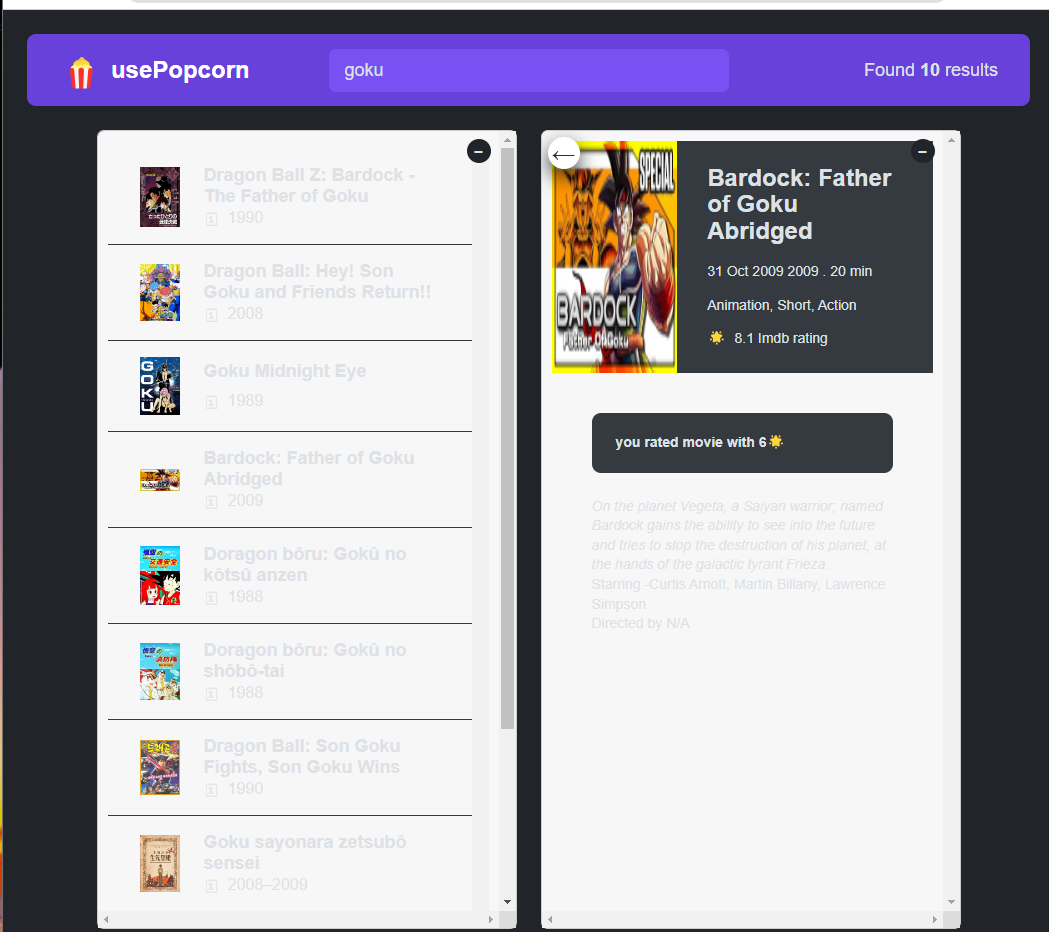 usePopcorn
goku
Found 10 results
Dragon Ball Z: Bardock -
The Father of Goku
1990
Dragon Ball: Hey! Son
Goku and Friends Return!!
2008
GOKU
Goku Midnight Eye
1989
Bardock: Father of Goku
Abridged
2009
Doragon bôru: Gokû no
kôtsû anzen
1988
Doragon bôru: Gokû no
shôbô-tai
1988
Dragon Ball: Son Goku
Fights, Son Goku Wins
1990
Goku sayonara zetsubô
sensei
2008–2009
SPECIAL
BARDOCK
Father Of Goku
Bardock: Father
of Goku
Abridged
31 Oct 2009 2009 . 20 min
Animation, Short, Action
8.1 Imdb rating
you rated movie with 6
On the planet Vegeta, a Saiyan warrior; named
Bardock gains the ability to see into the future
and tries to stop the destruction of his planet, at
the hands of the galactic tyrant Frieza.
Starring -Curtis Arnott, Martin Billany, Lawrence
Simpson
Directed by N/A